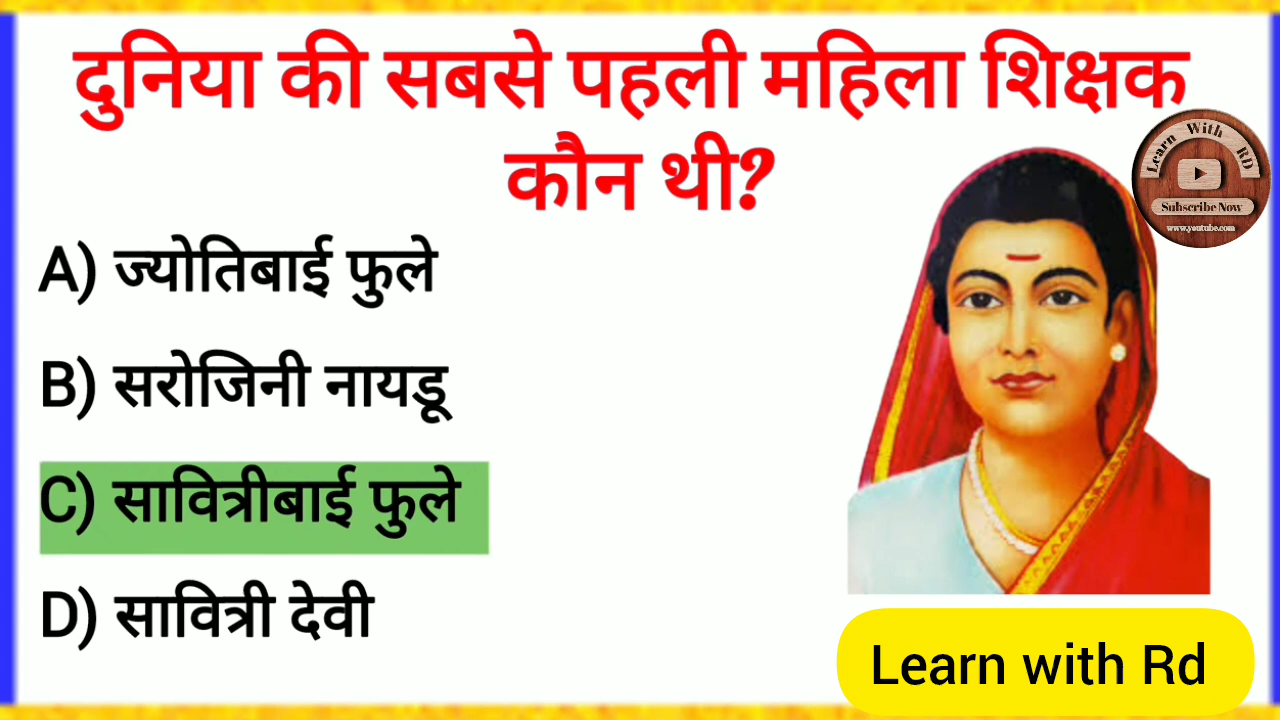 दुनिया की सबसे पहली महिला शिक्षक
कौन थी?
Learn With RD
Subscribe Now
www.youtube.com
A) ज्योतिबाई फुले
B) सरोजिनी नायडू
C) सावित्रीबाई फुले
D) सावित्री देवी
Learn with Rd